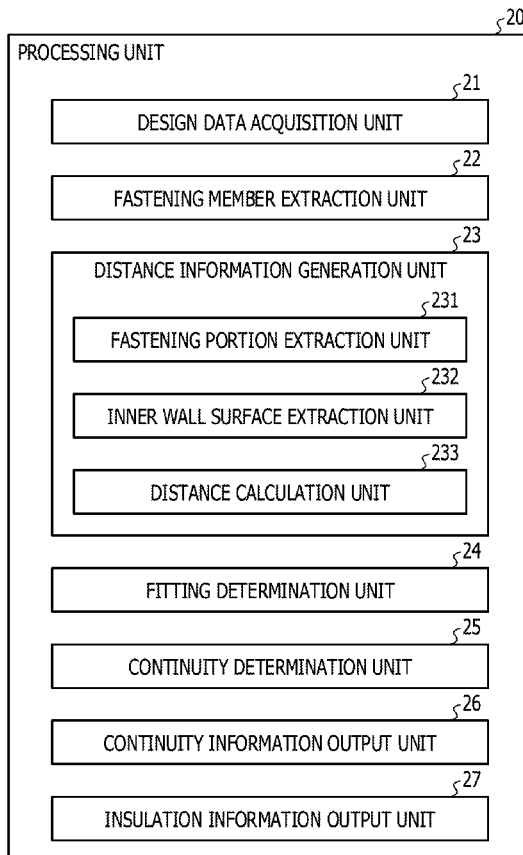 20
PROCESSING UNIT
21
DESIGN DATA ACQUISITION UNIT
22
FASTENING MEMBER EXTRACTION UNIT
23
DISTANCE INFORMATION GENERATION UNIT
231
FASTENING PORTION EXTRACTION UNIT
232
INNER WALL SURFACE EXTRACTION UNIT
233
DISTANCE CALCULATION UNIT
24
FITTING DETERMINATION UNIT
25
CONTINUITY DETERMINATION UNIT
26
CONTINUITY INFORMATION OUTPUT UNIT
27
INSULATION INFORMATION OUTPUT UNIT